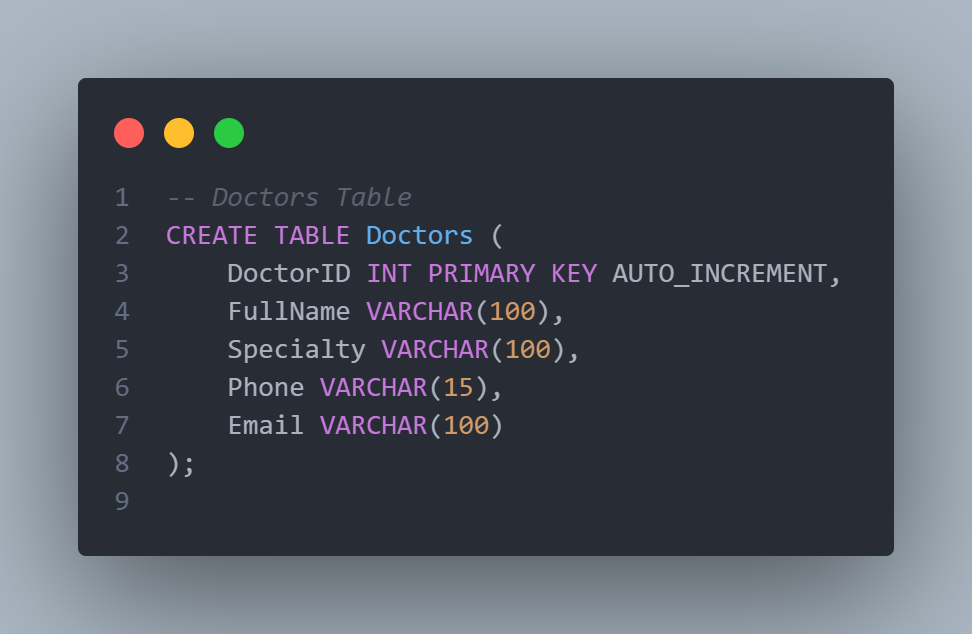 1 -- Doctors Table
2 CREATE TABLE Doctors (
3     DoctorID INT PRIMARY KEY AUTO_INCREMENT,
4     FullName VARCHAR(100),
5     Specialty VARCHAR(100),
6     Phone VARCHAR(15),
7     Email VARCHAR(100)
8 );
9